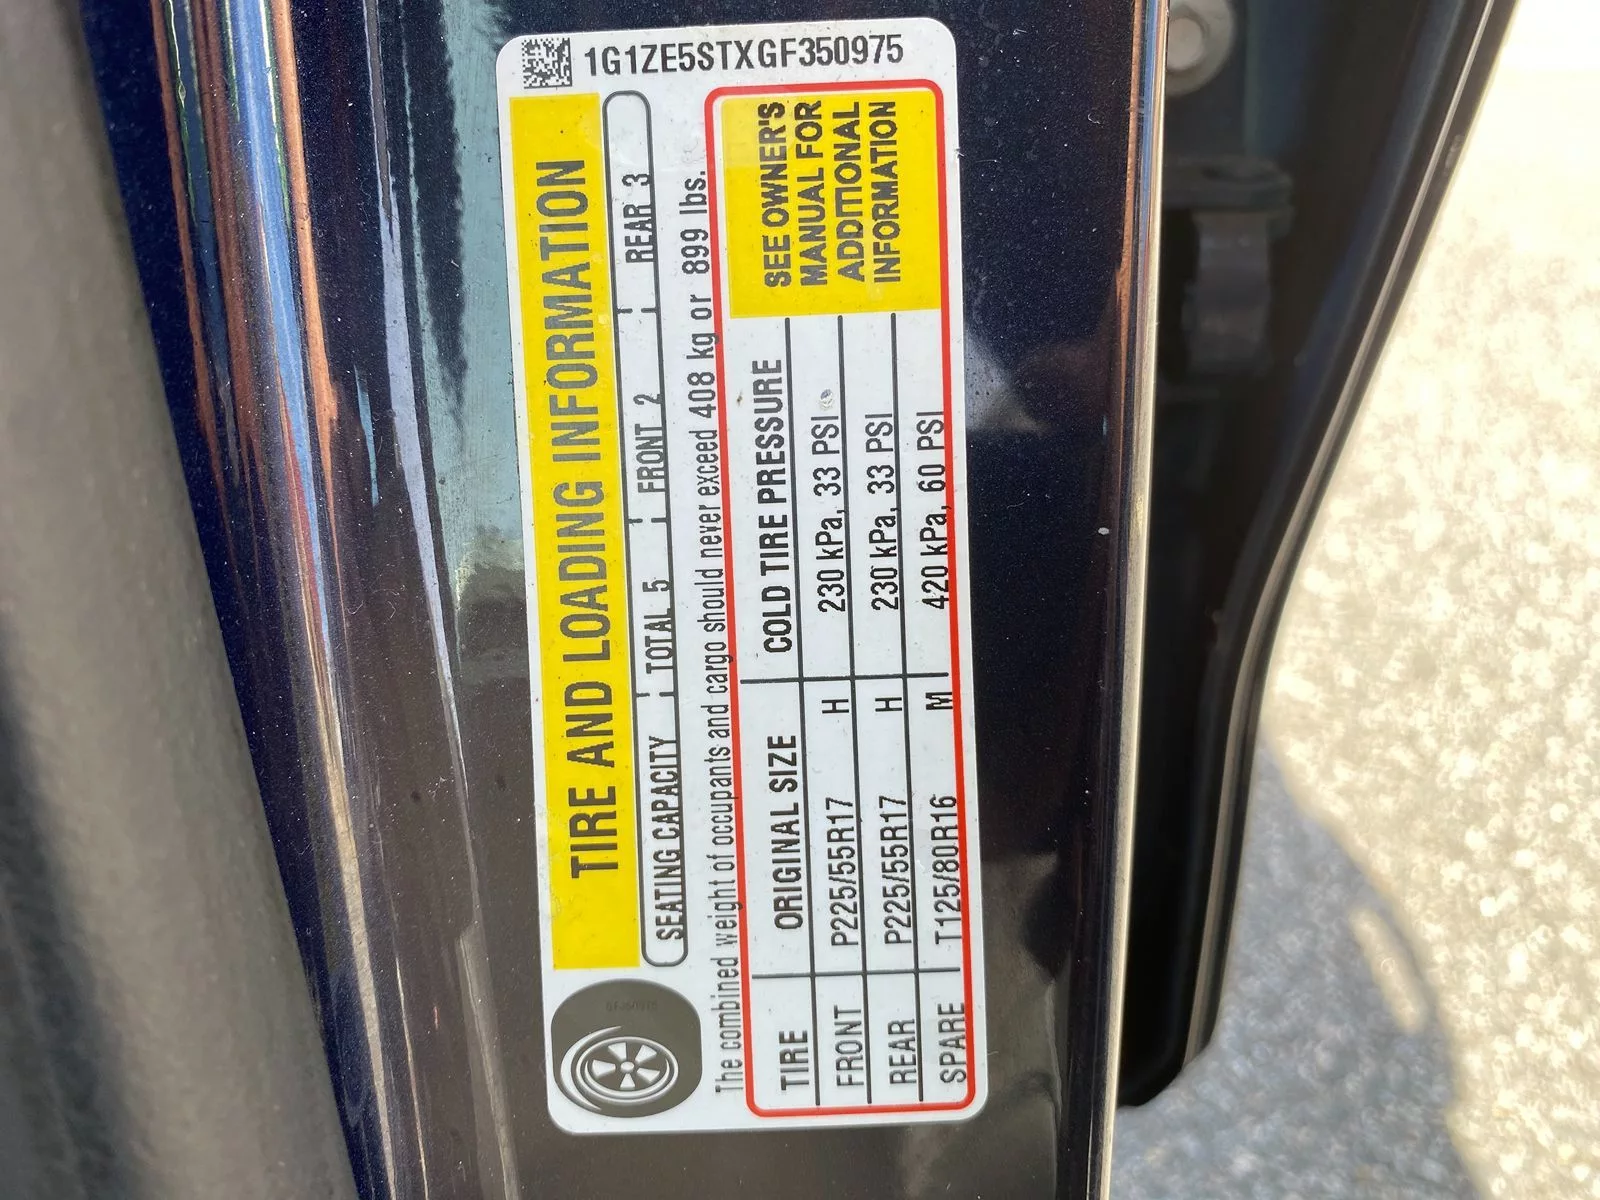 1G1ZE5STXGF350975
TIRE AND LOADING INFORMATION
SEATING CAPACITY TOTAL 5 FRONT 2 REAR 3
The combined weight of occupants and cargo should never exceed 408 kg or 899 lbs.
TIRE ORIGINAL SIZE COLD TIRE PRESSURE
FRONT P225/55R17 H 230 kPa, 33 PSI
REAR P225/55R17 H 230 kPa, 33 PSI
SPARE T125/80R16 M 420 kPa, 60 PSI
SEE OWNER'S
MANUAL FOR
ADDITIONAL
INFORMATION